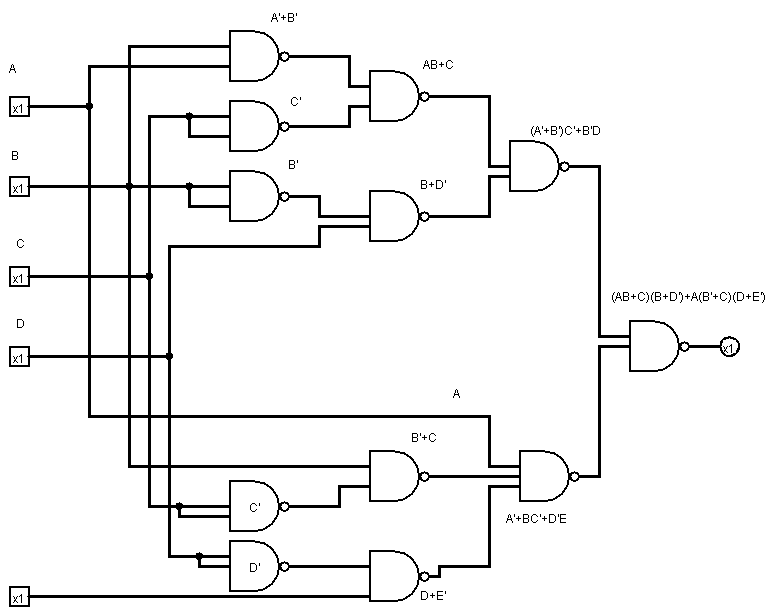 A'+B'
A
AB+C
x1
C'
(A'+B')C'+B'D
B
B'
x1
B+D'
C
x1
(AB+C)(B+D')+A(B'+C)(D+E')
D
x1
x1
A
B'+C
C'
A'+BC'+D'E
D'
x1
D+E'